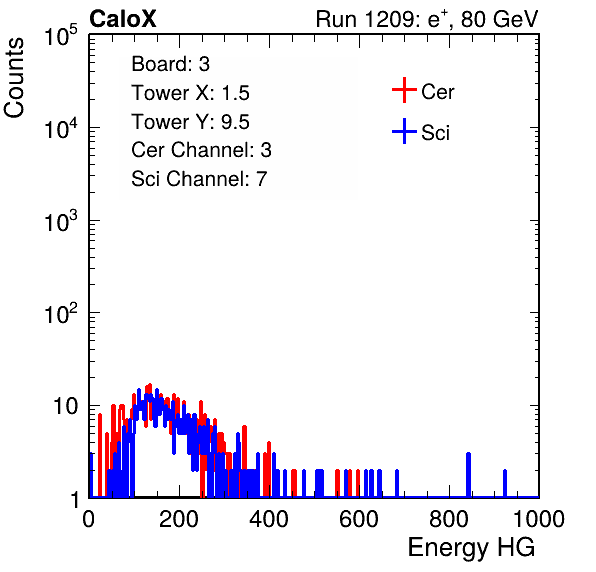 CaloX Run 1209: e⁺, 80 GeV
Counts
10⁵
10⁴
10³
10²
10
1
Board: 3
Tower X: 1.5
Tower Y: 9.5
Cer Channel: 3
Sci Channel: 7
Cer
Sci
0 200 400 600 800 1000
Energy HG